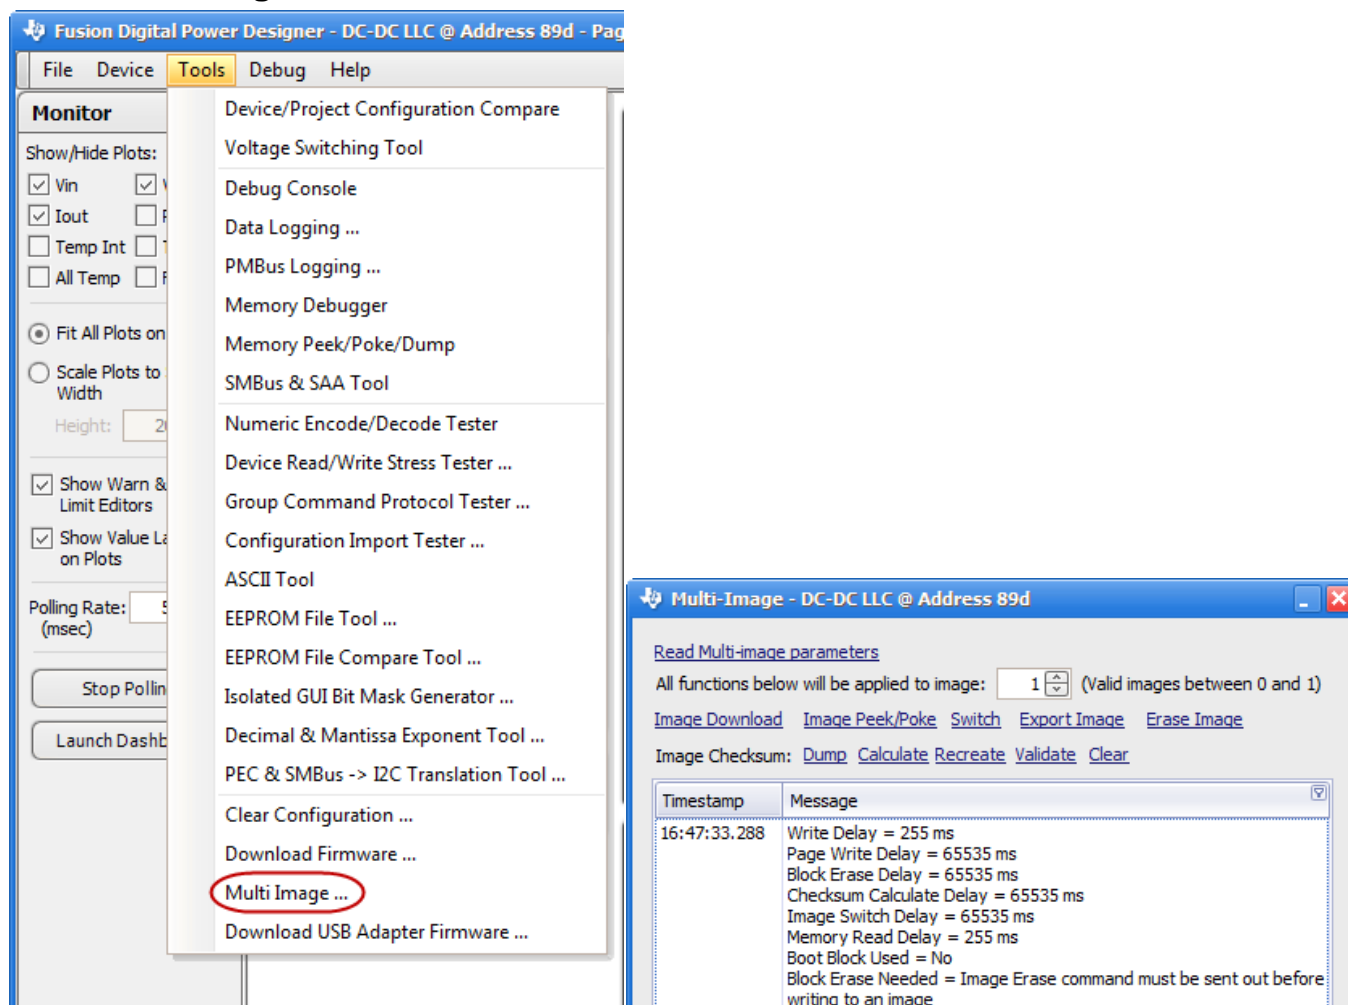 Fusion Digital Power Designer - DC-DC LLC @ Address 89d - Pag
File Device Tools Debug Help
Monitor
Show/Hide Plots:
Vin
Iout
Temp Int
All Temp
Fit All Plots on
Scale Plots to
Width
Height:
Show Warn &
Limit Editors
Show Value La
on Plots
Polling Rate: 5
(msec)
Stop Pollin
Launch Dashb
Device/Project Configuration Compare
Voltage Switching Tool
Debug Console
Data Logging ...
PMBus Logging ...
Memory Debugger
Memory Peek/Poke/Dump
SMBus & SAA Tool
Numeric Encode/Decode Tester
Device Read/Write Stress Tester ...
Group Command Protocol Tester ...
Configuration Import Tester ...
ASCII Tool
EEPROM File Tool ...
EEPROM File Compare Tool ...
Isolated GUI Bit Mask Generator ...
Decimal & Mantissa Exponent Tool ...
PEC & SMBus -> I2C Translation Tool ...
Clear Configuration ...
Download Firmware ...
Multi Image ...
Download USB Adapter Firmware ...
Multi-Image - DC-DC LLC @ Address 89d
Read Multi-image parameters
All functions below will be applied to image: 1 (Valid images between 0 and 1)
Image Download Image Peek/Poke Switch Export Image Erase Image
Image Checksum: Dump Calculate Recreate Validate Clear
Timestamp Message
16:47:33.288 Write Delay = 255 ms
Page Write Delay = 65535 ms
Block Erase Delay = 65535 ms
Checksum Calculate Delay = 65535 ms
Image Switch Delay = 65535 ms
Memory Read Delay = 255 ms
Boot Block Used = No
Block Erase Needed = Image Erase command must be sent out before
writing to an image